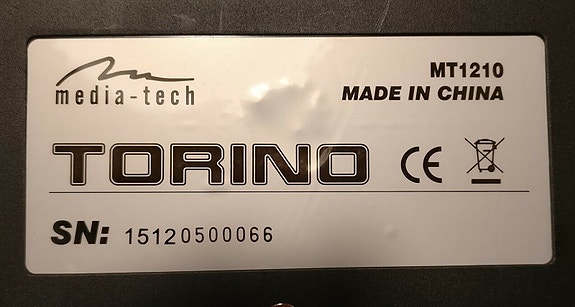 media-tech
MT1210
MADE IN CHINA
TORINO CE
SN: 15120500066